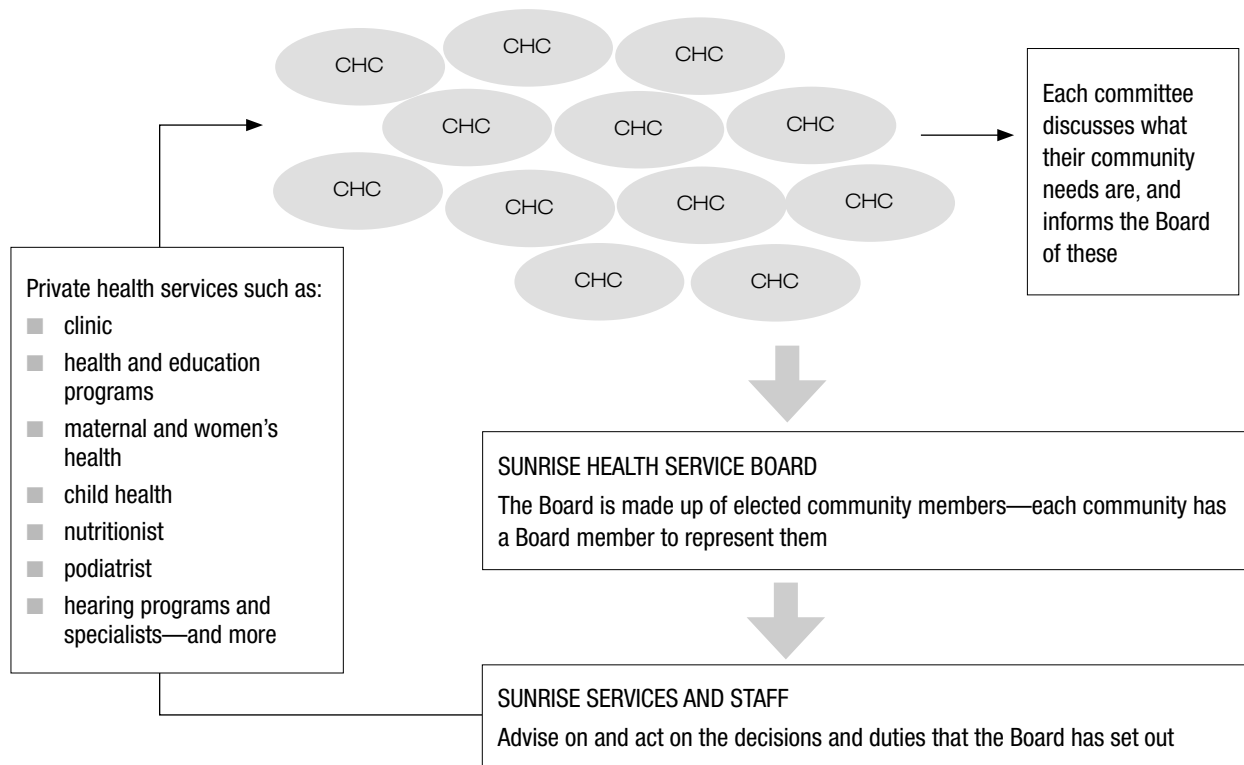 CHC
CHC
CHC
CHC
CHC
CHC
CHC
CHC
CHC
CHC
CHC
CHC
Each committee
discusses what
their community
needs are, and
informs the Board
of these
Private health services such as:
clinic
health and education
programs
maternal and women's
health
child health
nutritionist
podiatrist
hearing programs and
specialists—and more
SUNRISE HEALTH SERVICE BOARD
The Board is made up of elected community members—each community has
a Board member to represent them
SUNRISE SERVICES AND STAFF
Advise on and act on the decisions and duties that the Board has set out